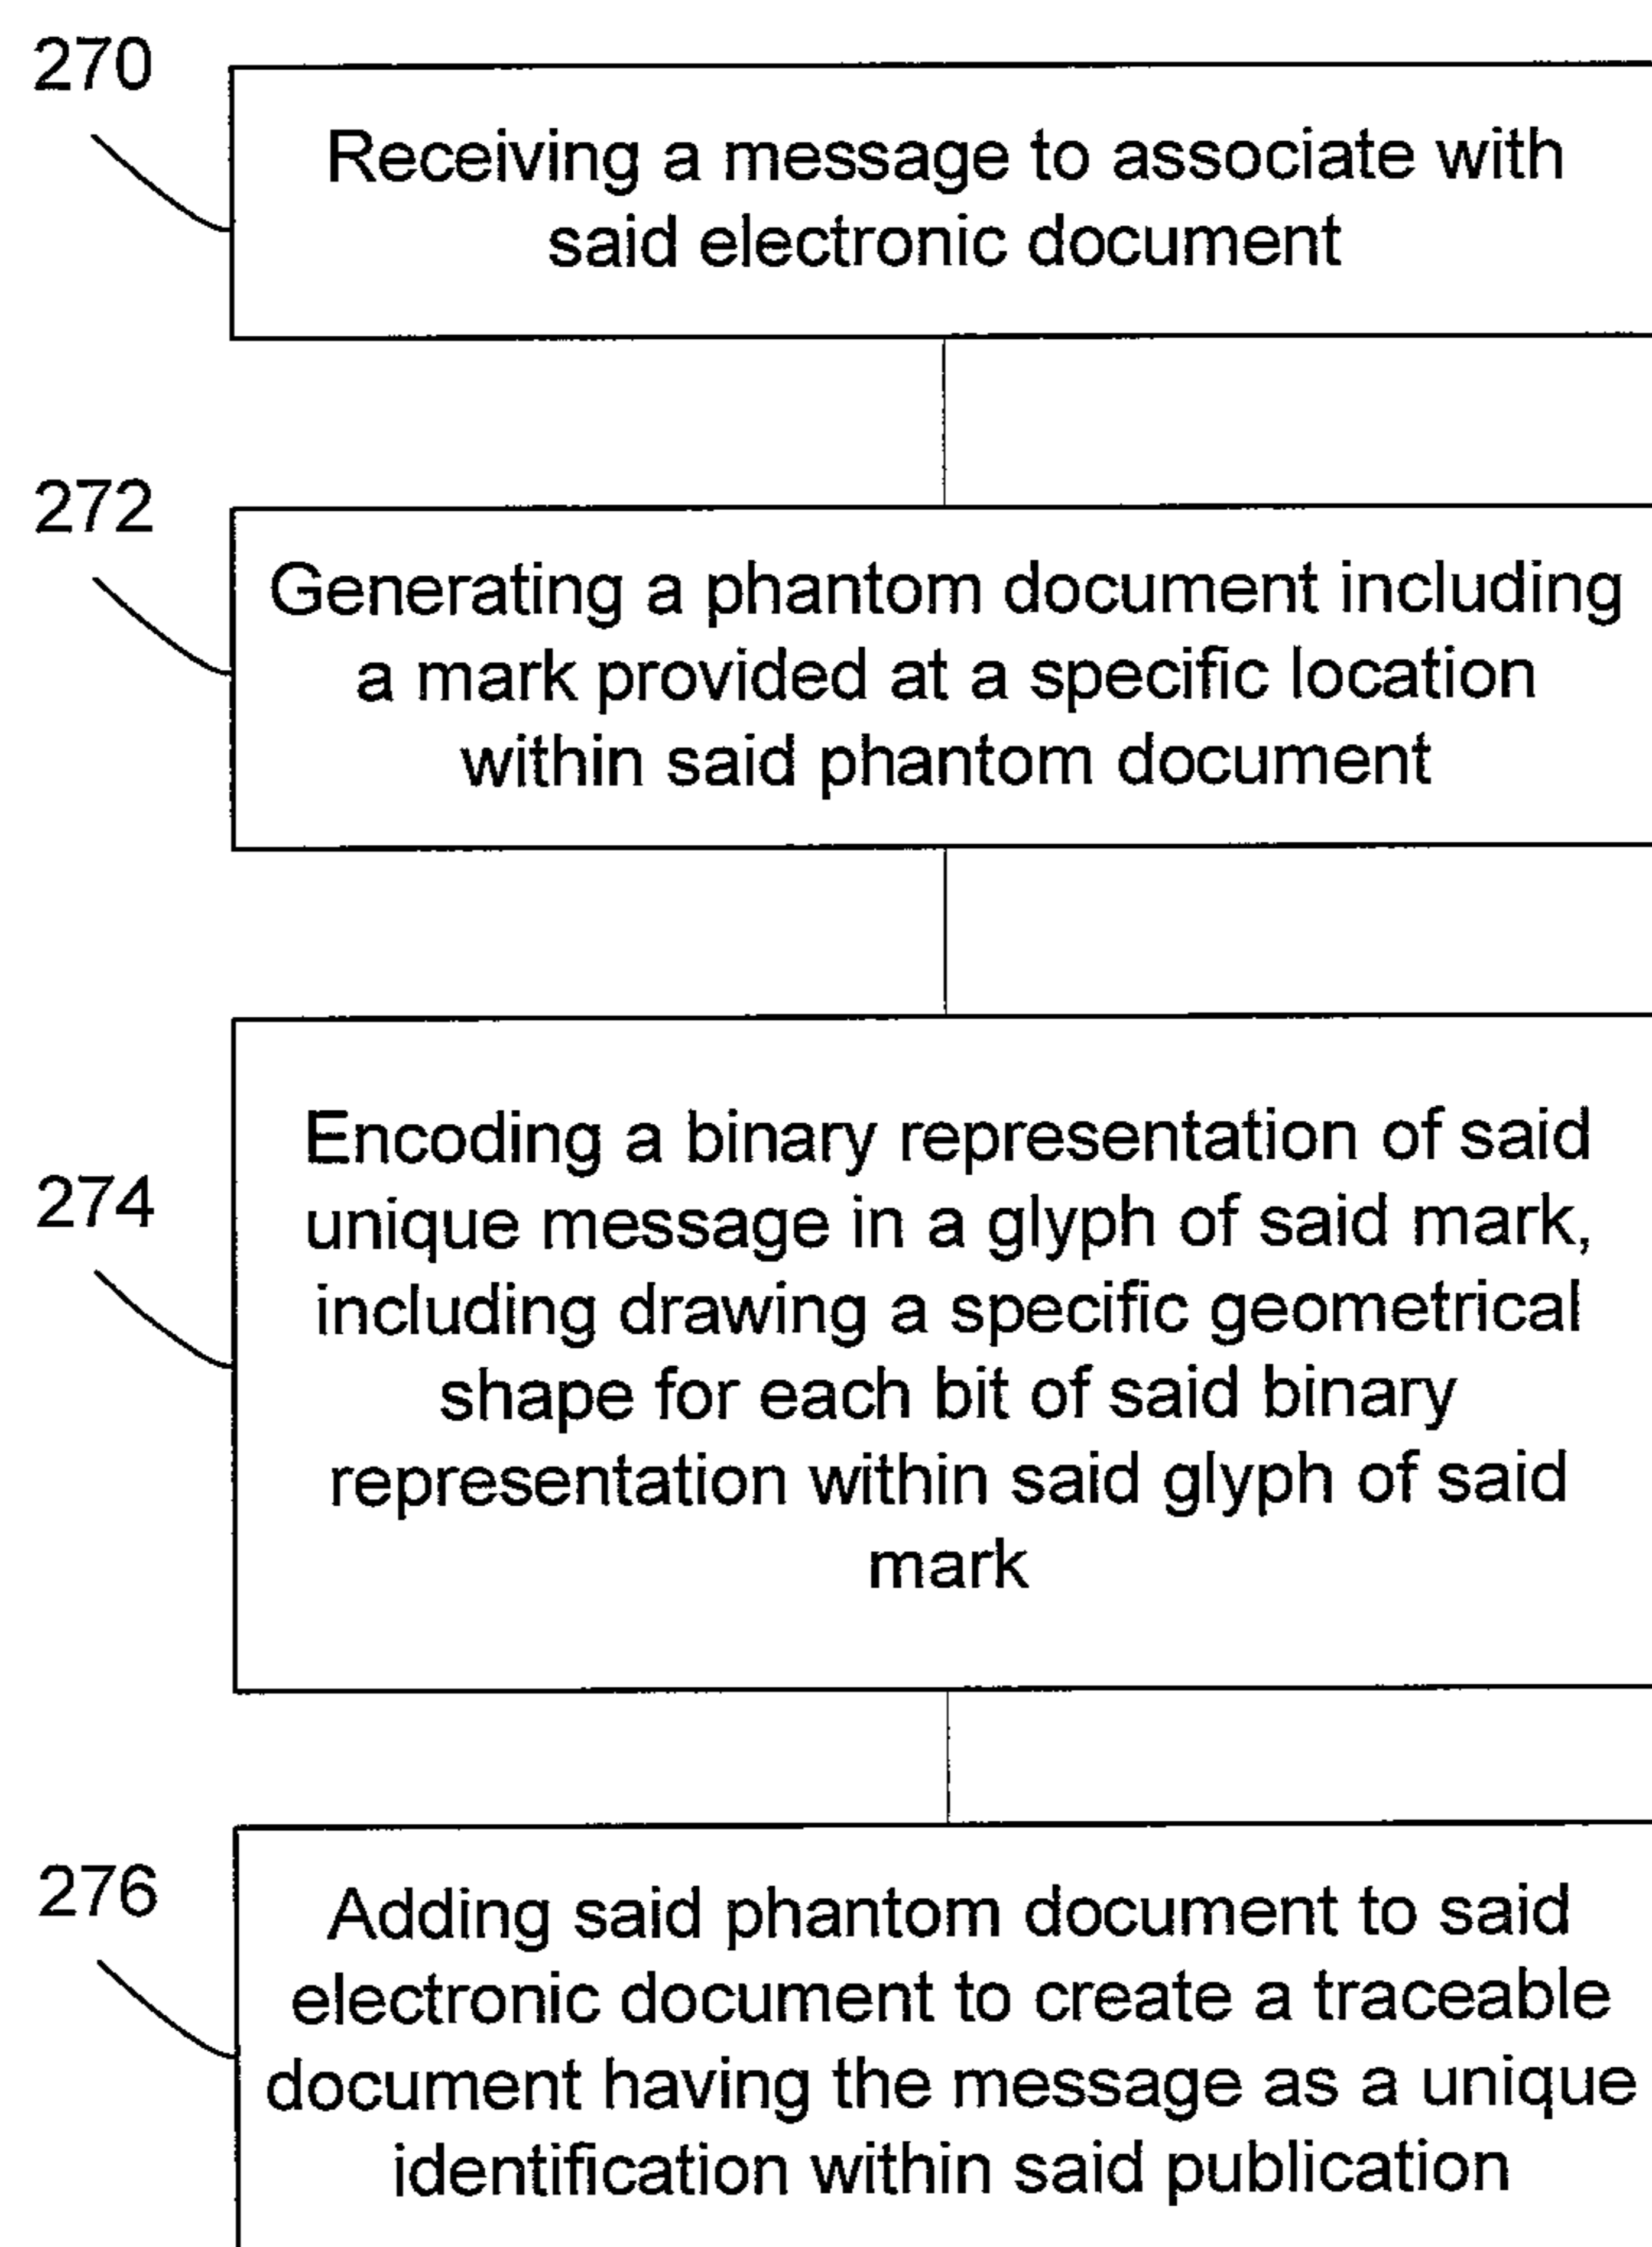 270
Receiving a message to associate with
said electronic document
272
Generating a phantom document including
a mark provided at a specific location
within said phantom document
274
Encoding a binary representation of said
unique message in a glyph of said mark,
including drawing a specific geometrical
shape for each bit of said binary
representation within said glyph of said
mark
276
Adding said phantom document to said
electronic document to create a traceable
document having the message as a unique
identification within said publication